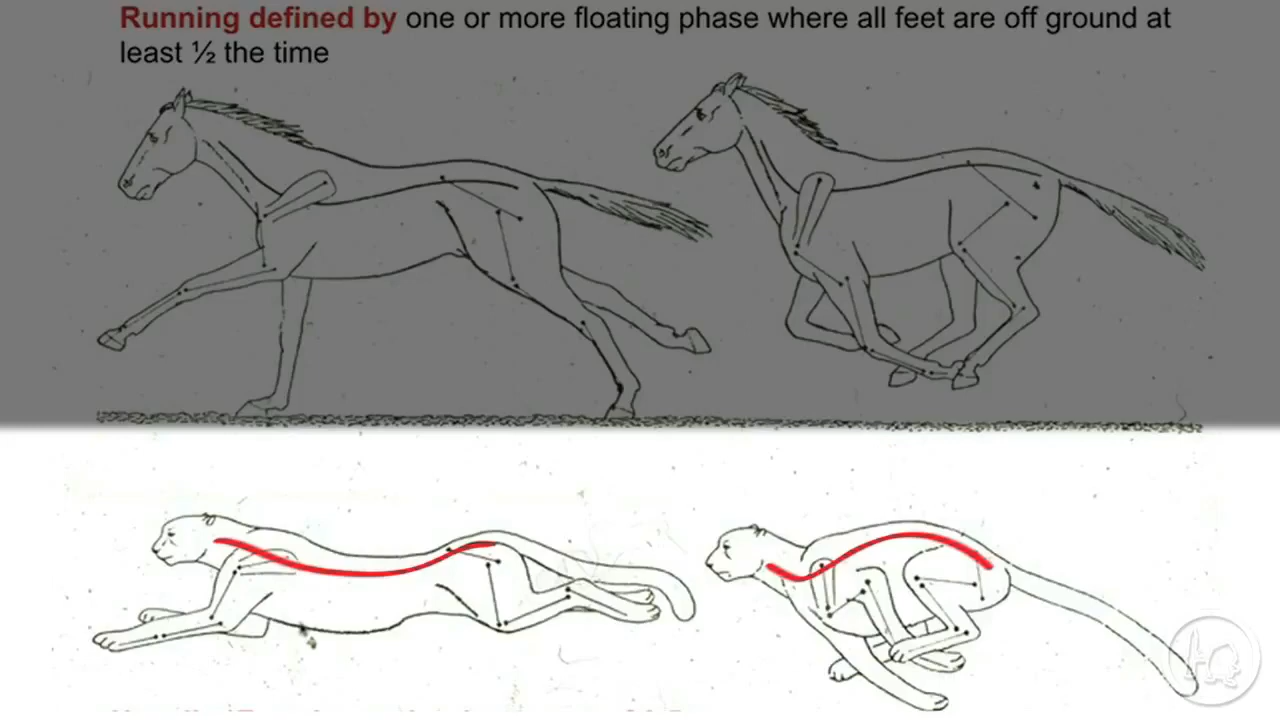 Running defined by one or more floating phase where all feet are off ground at
least ½ the time